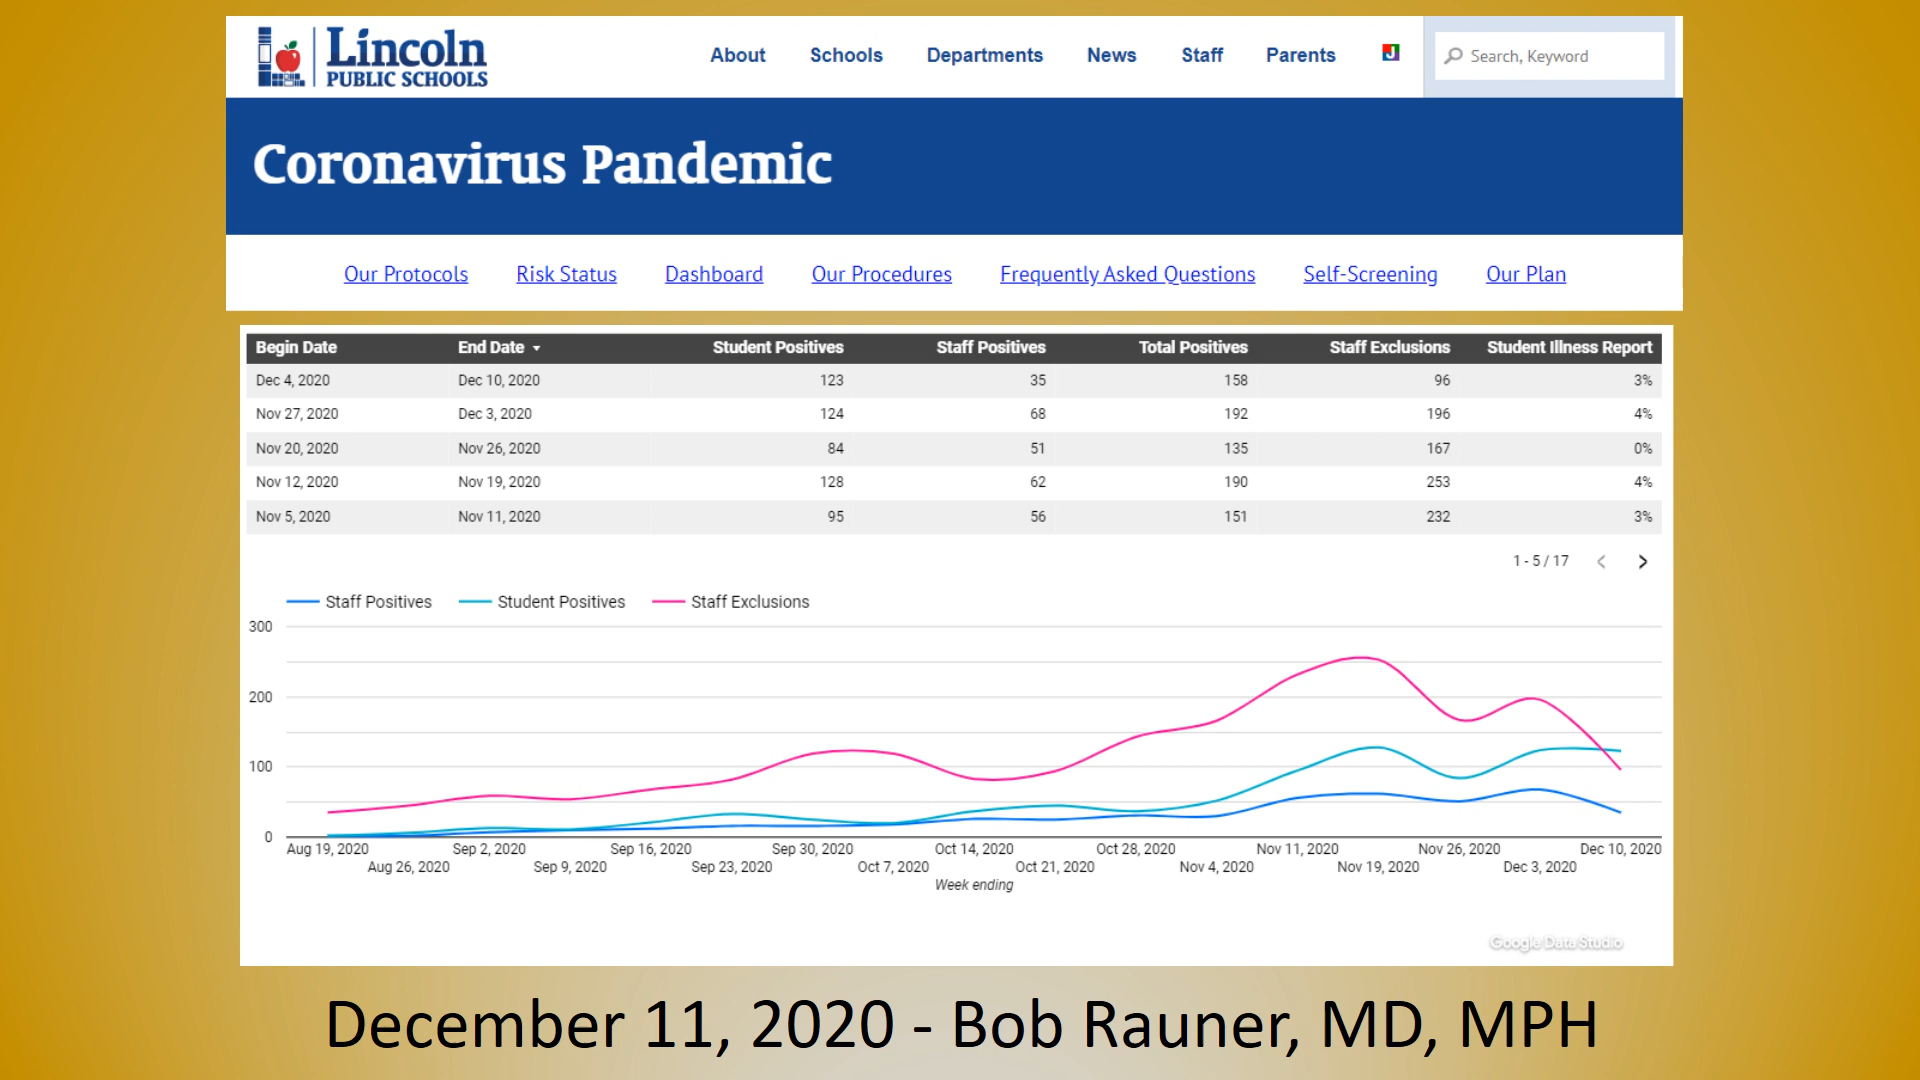 Lincoln
PUBLIC SCHOOLS
About Schools Departments News Staff Parents J Search, Keyword
Coronavirus Pandemic
Our Protocols Risk Status Dashboard Our Procedures Frequently Asked Questions Self-Screening Our Plan
Begin Date End Date Student Positives Staff Positives Total Positives Staff Exclusions Student Illness Report
Dec 4, 2020 Dec 10, 2020 123 35 158 96 3%
Nov 27, 2020 Dec 3, 2020 124 68 192 196 4%
Nov 20, 2020 Nov 26, 2020 84 51 135 167 0%
Nov 12, 2020 Nov 19, 2020 128 62 190 253 4%
Nov 5, 2020 Nov 11, 2020 95 56 151 232 3%
1 - 5 / 17
Staff Positives Student Positives Staff Exclusions
300
200
100
0
Aug 19, 2020 Sep 2, 2020 Sep 16, 2020 Sep 30, 2020 Oct 14, 2020 Oct 28, 2020 Nov 11, 2020 Nov 26, 2020 Dec 10, 2020
Aug 26, 2020 Sep 9, 2020 Sep 23, 2020 Oct 7, 2020 Oct 21, 2020 Nov 4, 2020 Nov 19, 2020 Dec 3, 2020
Week ending
Google Data Studio
December 11, 2020 - Bob Rauner, MD, MPH